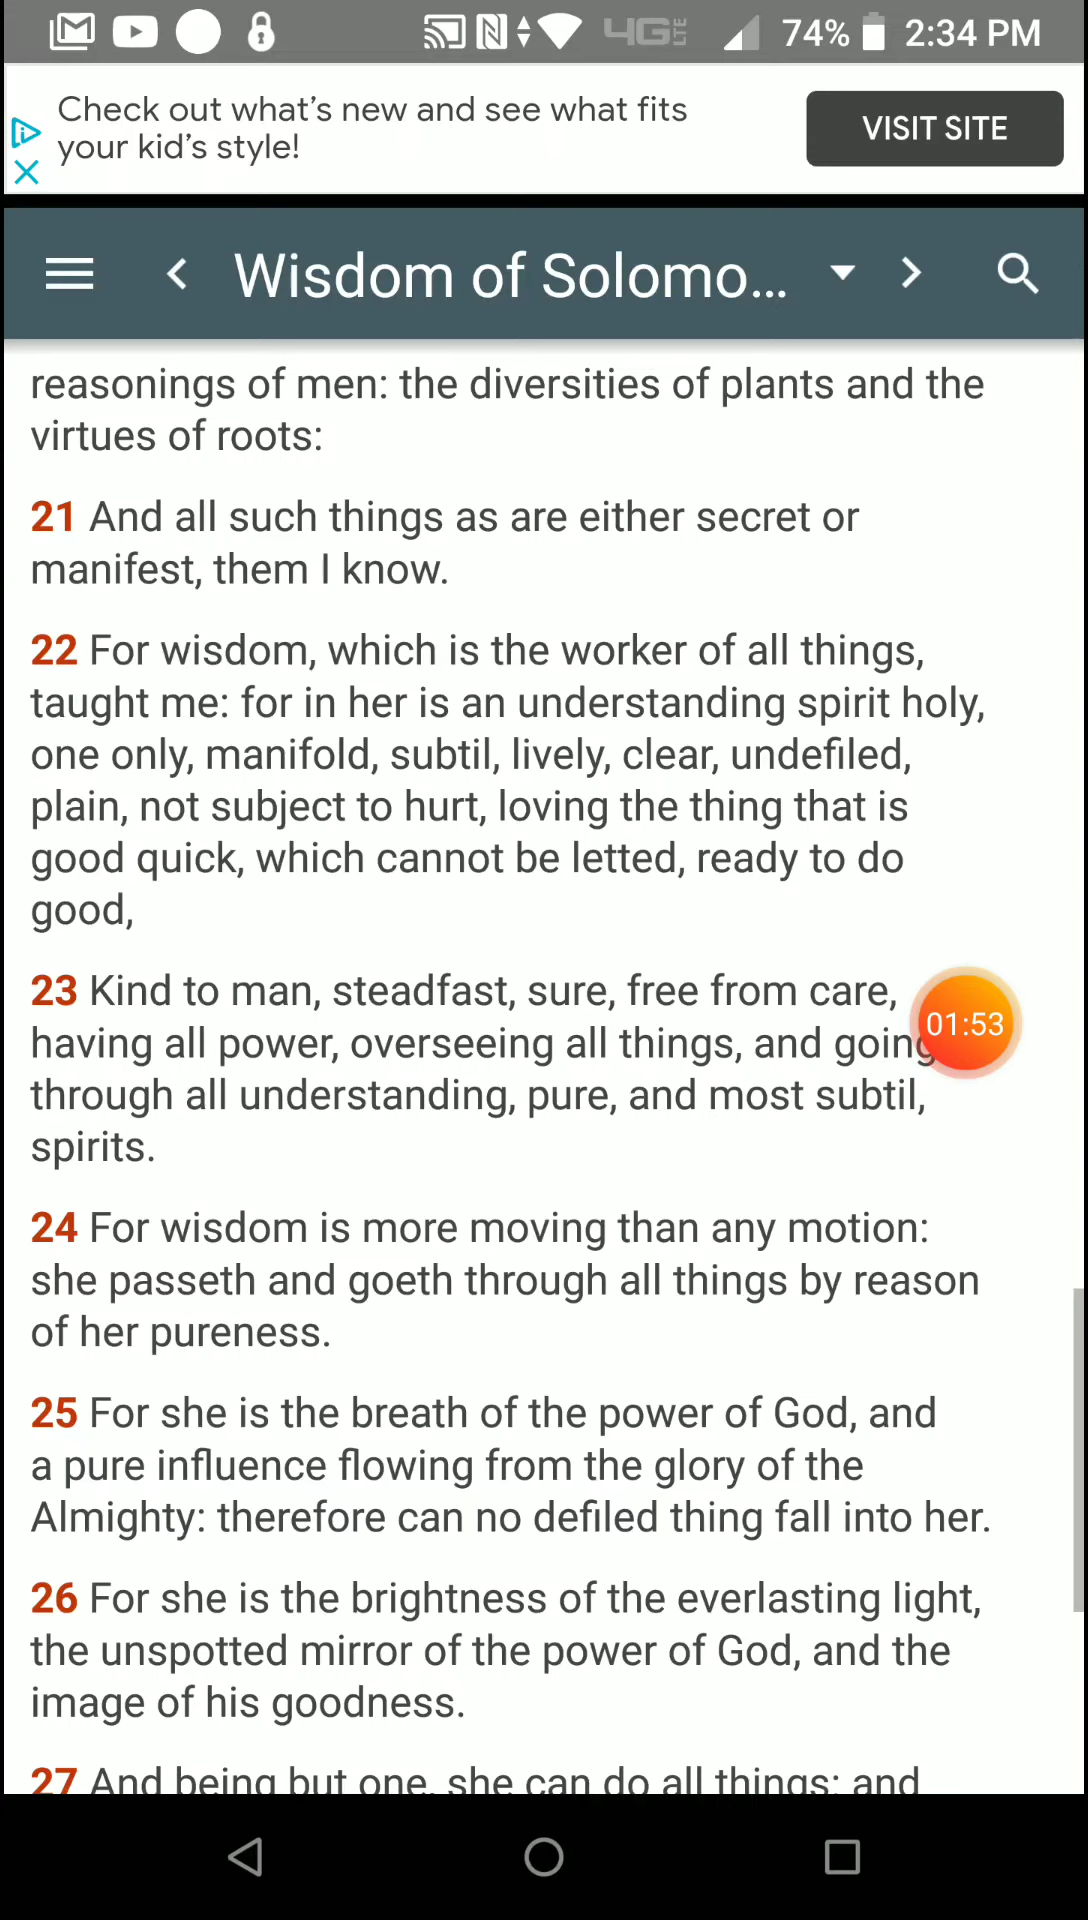 4G LTE 74% 2:34 PM
Check out what's new and see what fits
your kid's style!
VISIT SITE
Wisdom of Solomo...
reasonings of men: the diversities of plants and the
virtues of roots:
21 And all such things as are either secret or
manifest, them I know.
22 For wisdom, which is the worker of all things,
taught me: for in her is an understanding spirit holy,
one only, manifold, subtil, lively, clear, undefiled,
plain, not subject to hurt, loving the thing that is
good quick, which cannot be letted, ready to do
good,
23 Kind to man, steadfast, sure, free from care,
01:53
having all power, overseeing all things, and going
through all understanding, pure, and most subtil,
spirits.
24 For wisdom is more moving than any motion:
she passeth and goeth through all things by reason
of her pureness.
25 For she is the breath of the power of God, and
a pure influence flowing from the glory of the
Almighty: therefore can no defiled thing fall into her.
26 For she is the brightness of the everlasting light,
the unspotted mirror of the power of God, and the
image of his goodness.
27 And being but one, she can do all things: and